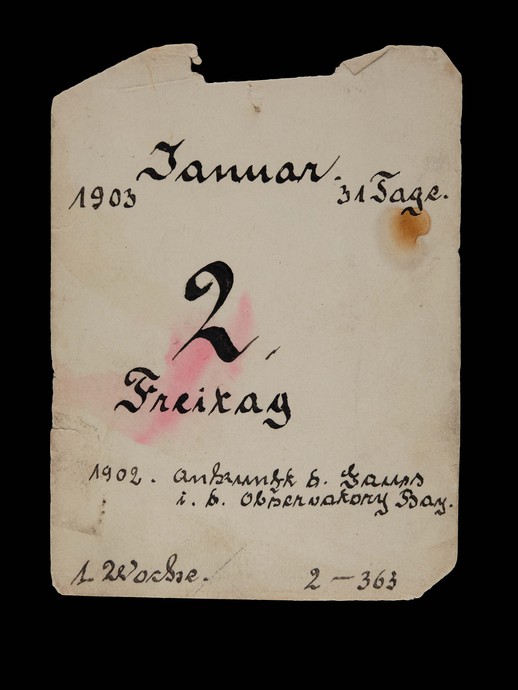 Januar.
1903 31 Tage.
2.
Freitag
1902. Ankunft d. Gauss
i. d. Observatory Bay.
1. Woche. 2 — 363